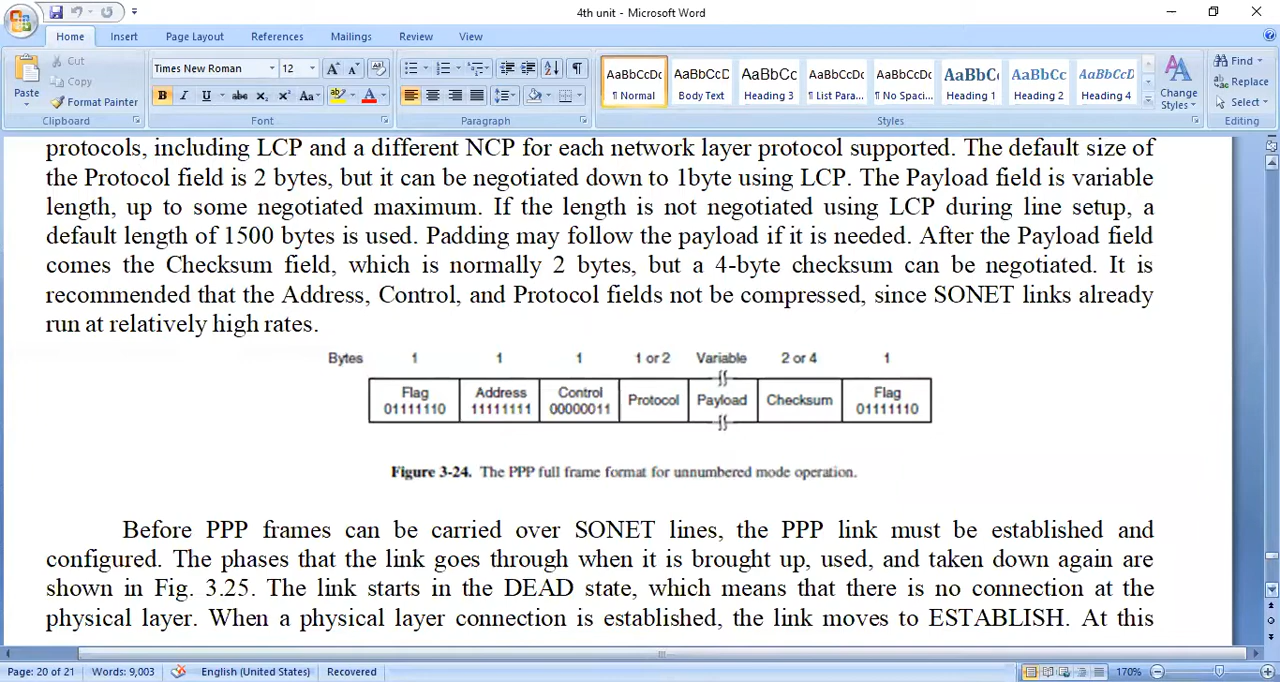 4th unit - Microsoft Word
Home Insert Page Layout References Mailings Review View
Paste Cut Copy Format Painter Clipboard
Times New Roman 12 Font
Paragraph
AaBbCcDc ¶ Normal
AaBbCcD Body Text
AaBbCc Heading 3
AaBbCcDc ¶ List Para...
AaBbCcDc ¶ No Spaci...
AaBbCc Heading 1
AaBbCc Heading 2
AaBbCcD Heading 4
Change Styles Styles
Find Replace Select Editing
protocols, including LCP and a different NCP for each network layer protocol supported. The default size of
the Protocol field is 2 bytes, but it can be negotiated down to 1byte using LCP. The Payload field is variable
length, up to some negotiated maximum. If the length is not negotiated using LCP during line setup, a
default length of 1500 bytes is used. Padding may follow the payload if it is needed. After the Payload field
comes the Checksum field, which is normally 2 bytes, but a 4-byte checksum can be negotiated. It is
recommended that the Address, Control, and Protocol fields not be compressed, since SONET links already
run at relatively high rates.
Bytes 1 1 1 1 or 2 Variable 2 or 4 1
Flag Address Control Protocol Payload Checksum Flag
01111110 11111111 00000011 01111110
Figure 3-24. The PPP full frame format for unnumbered mode operation.
Before PPP frames can be carried over SONET lines, the PPP link must be established and
configured. The phases that the link goes through when it is brought up, used, and taken down again are
shown in Fig. 3.25. The link starts in the DEAD state, which means that there is no connection at the
physical layer. When a physical layer connection is established, the link moves to ESTABLISH. At this
Page: 20 of 21 Words: 9,003 English (United States) Recovered 170%